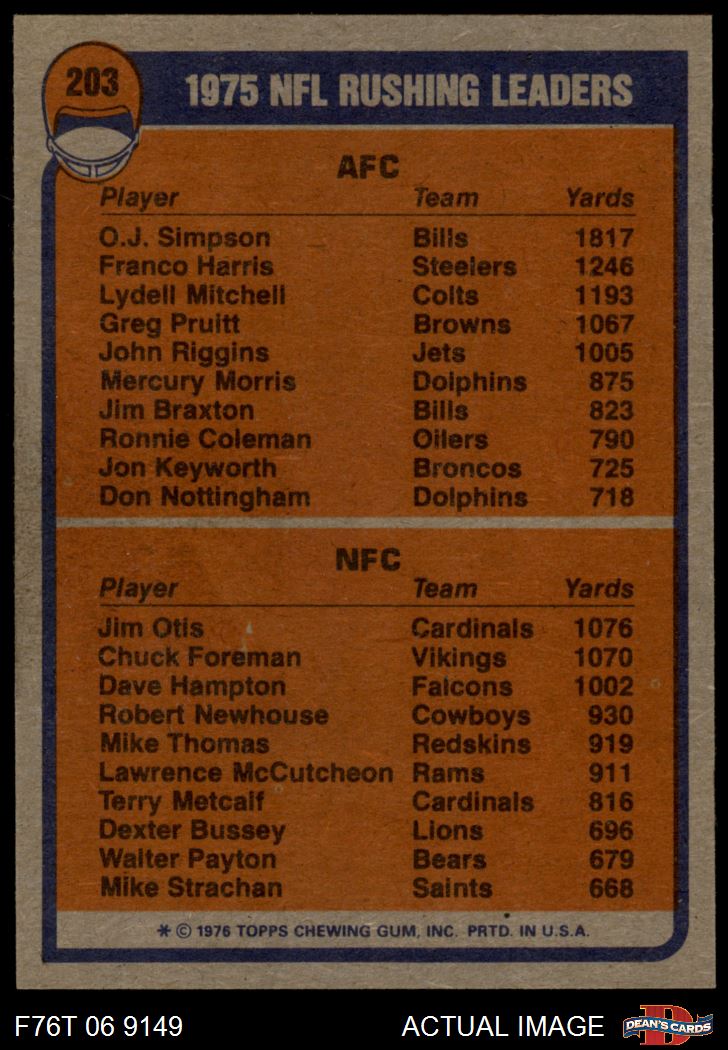 203
1975 NFL RUSHING LEADERS
AFC
Player Team Yards
O.J. Simpson Bills 1817
Franco Harris Steelers 1246
Lydell Mitchell Colts 1193
Greg Pruitt Browns 1067
John Riggins Jets 1005
Mercury Morris Dolphins 875
Jim Braxton Bills 823
Ronnie Coleman Oilers 790
Jon Keyworth Broncos 725
Don Nottingham Dolphins 718
NFC
Player Team Yards
Jim Otis Cardinals 1076
Chuck Foreman Vikings 1070
Dave Hampton Falcons 1002
Robert Newhouse Cowboys 930
Mike Thomas Redskins 919
Lawrence McCutcheon Rams 911
Terry Metcalf Cardinals 816
Dexter Bussey Lions 696
Walter Payton Bears 679
Mike Strachan Saints 668
* © 1976 TOPPS CHEWING GUM, INC. PRTD. IN U.S.A.
F76T 06 9149 ACTUAL IMAGE D DEAN'S CARDS